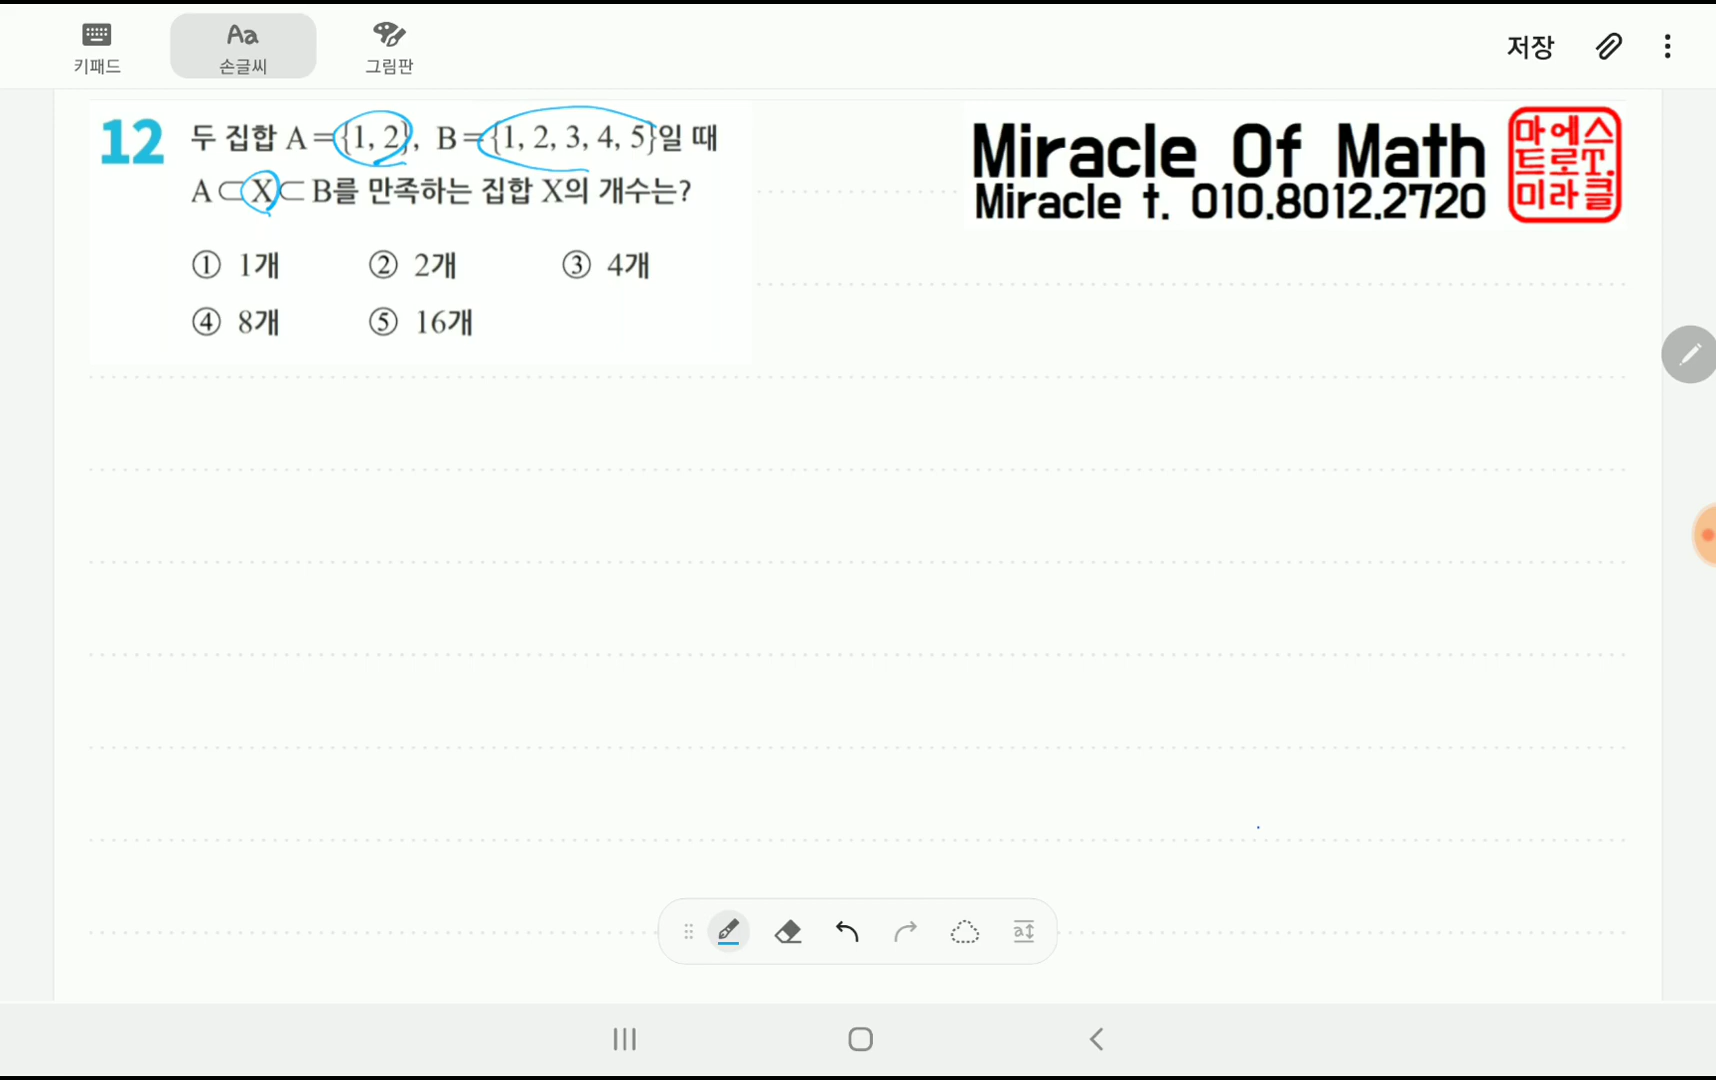 키패드
Aa
손글씨
그림판
저장
12 두 집합 A={1, 2}, B={1, 2, 3, 4, 5}일 때
A⊂X⊂B를 만족하는 집합 X의 개수는?
① 1개 ② 2개 ③ 4개
④ 8개 ⑤ 16개
Miracle Of Math
Miracle t. 010.8012.2720
마에스
트로T.
미라클
a